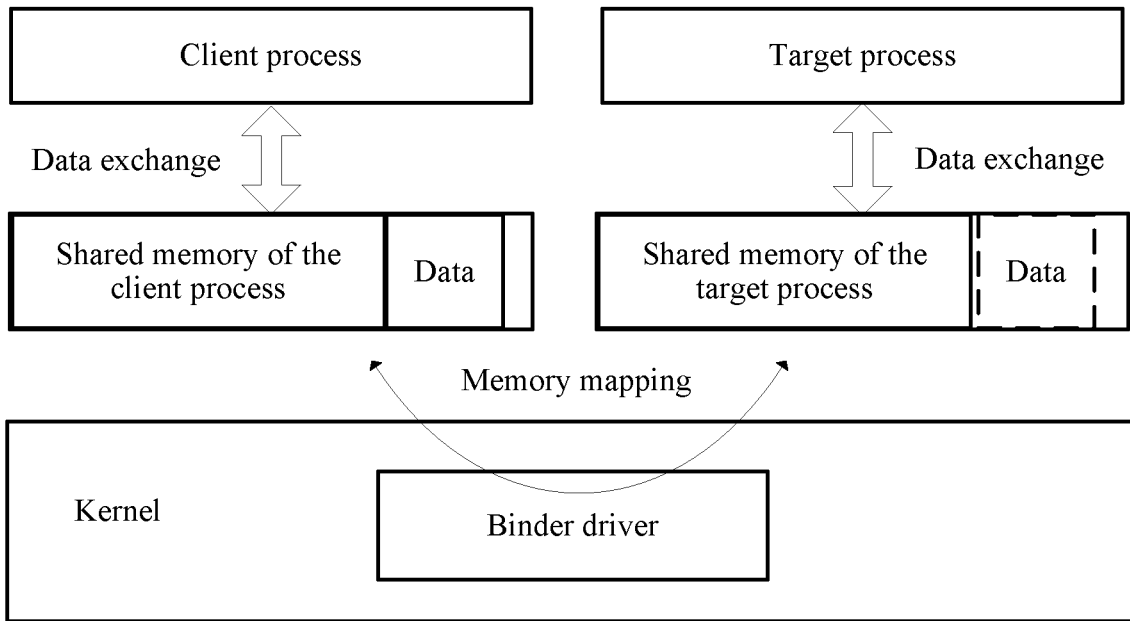 Client process
Target process
Data exchange
Data exchange
Shared memory of the
client process
Data
Shared memory of the
target process
Data
Memory mapping
Kernel
Binder driver